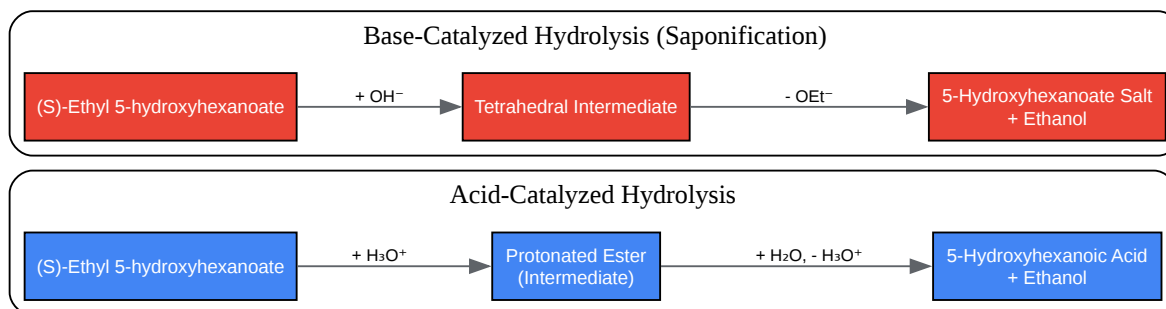 Base-Catalyzed Hydrolysis (Saponification)
(S)-Ethyl 5-hydroxyhexanoate
+ OH⁻
Tetrahedral Intermediate
- OEt⁻
5-Hydroxyhexanoate Salt
+ Ethanol
Acid-Catalyzed Hydrolysis
(S)-Ethyl 5-hydroxyhexanoate
+ H₃O⁺
Protonated Ester
(Intermediate)
+ H₂O, - H₃O⁺
5-Hydroxyhexanoic Acid
+ Ethanol